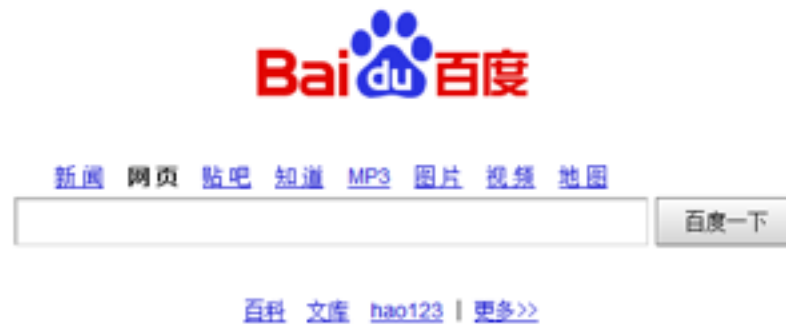 Bai du 百度
新闻 网页 贴吧 知道 MP3 图片 视频 地图
百度一下
百科 文库 hao123 | 更多>>